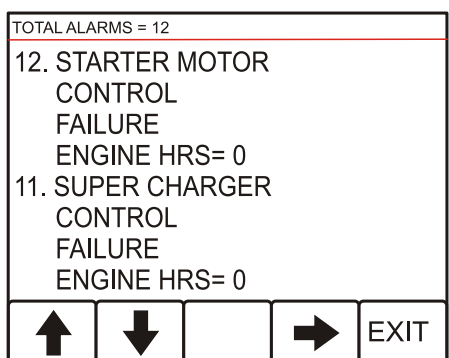 TOTAL ALARMS = 12
12. STARTER MOTOR
CONTROL
FAILURE
ENGINE HRS= 0
11. SUPER CHARGER
CONTROL
FAILURE
ENGINE HRS= 0
EXIT